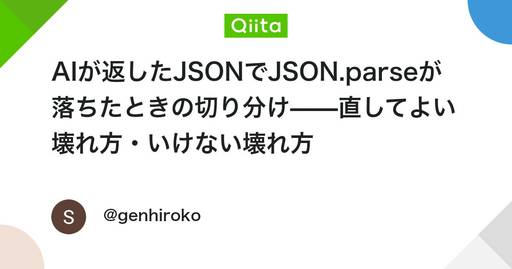 Qiita
AIが返したJSONでJSON.parseが
落ちたときの切り分け――直してよい
壊れ方・いけない壊れ方
S
@genhiroko